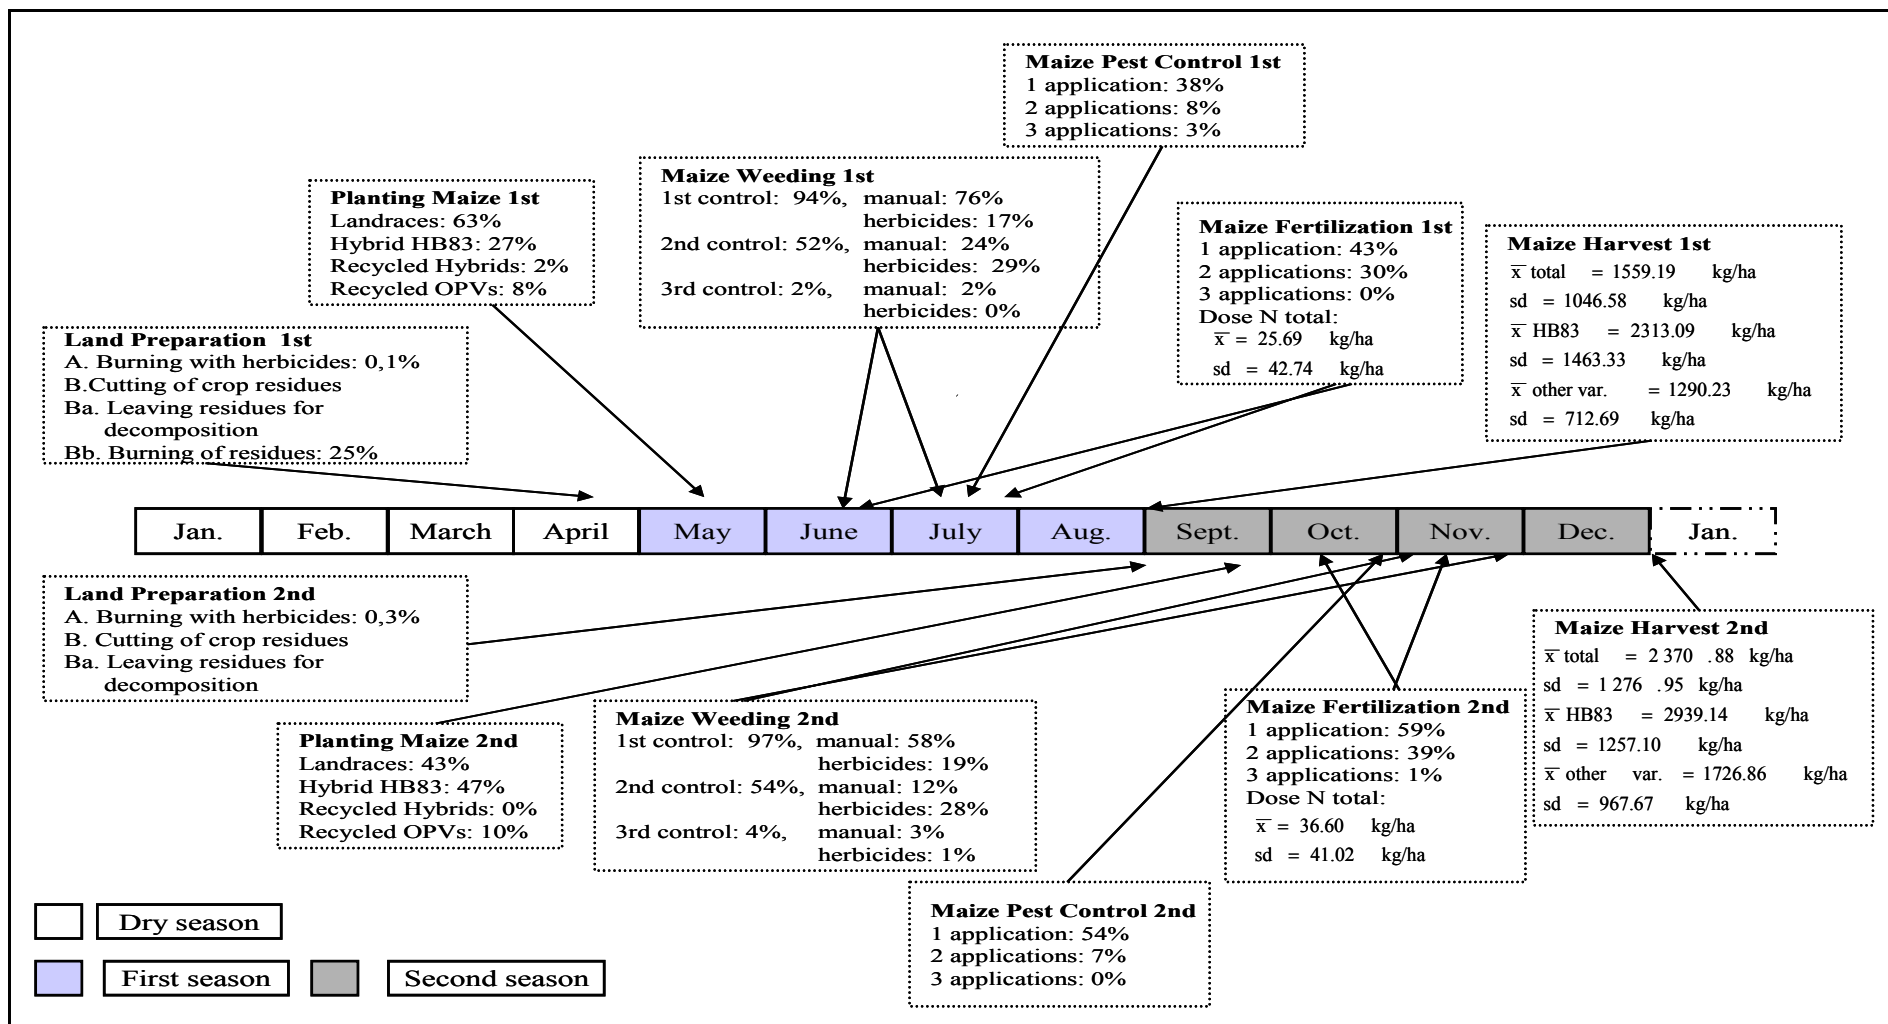 Maize Pest Control 1st
1 application: 38%
2 applications: 8%
3 applications: 3%
Maize Weeding 1st
1st control: 94%, manual: 76%
herbicides: 17%
2nd control: 52%, manual: 24%
herbicides: 29%
3rd control: 2%, manual: 2%
herbicides: 0%
Planting Maize 1st
Landraces: 63%
Hybrid HB83: 27%
Recycled Hybrids: 2%
Recycled OPVs: 8%
Maize Fertilization 1st
1 application: 43%
2 applications: 30%
3 applications: 0%
Dose N total:
x̅ = 25.69 kg/ha
sd = 42.74 kg/ha
Maize Harvest 1st
x̅ total = 1559.19 kg/ha
sd = 1046.58 kg/ha
x̅ HB83 = 2313.09 kg/ha
sd = 1463.33 kg/ha
x̅ other var. = 1290.23 kg/ha
sd = 712.69 kg/ha
Land Preparation 1st
A. Burning with herbicides: 0,1%
B.Cutting of crop residues
Ba. Leaving residues for
decomposition
Bb. Burning of residues: 25%
Jan. Feb. March April May June July Aug. Sept. Oct. Nov. Dec. Jan.
Land Preparation 2nd
A. Burning with herbicides: 0,3%
B. Cutting of crop residues
Ba. Leaving residues for
decomposition
Planting Maize 2nd
Landraces: 43%
Hybrid HB83: 47%
Recycled Hybrids: 0%
Recycled OPVs: 10%
Maize Weeding 2nd
1st control: 97%, manual: 58%
herbicides: 19%
2nd control: 54%, manual: 12%
herbicides: 28%
3rd control: 4%, manual: 3%
herbicides: 1%
Maize Fertilization 2nd
1 application: 59%
2 applications: 39%
3 applications: 1%
Dose N total:
x̅ = 36.60 kg/ha
sd = 41.02 kg/ha
Maize Harvest 2nd
x̅ total = 2 370 .88 kg/ha
sd = 1 276 .95 kg/ha
x̅ HB83 = 2939.14 kg/ha
sd = 1257.10 kg/ha
x̅ other var. = 1726.86 kg/ha
sd = 967.67 kg/ha
Maize Pest Control 2nd
1 application: 54%
2 applications: 7%
3 applications: 0%
Dry season
First season
Second season